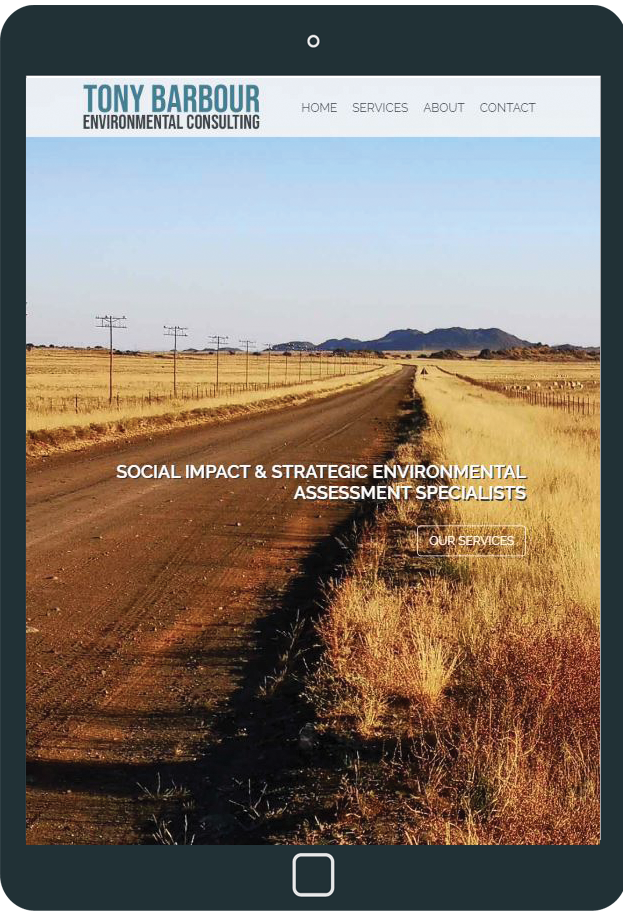 TONY BARBOUR
ENVIRONMENTAL CONSULTING
HOME SERVICES ABOUT CONTACT
SOCIAL IMPACT & STRATEGIC ENVIRONMENTAL
ASSESSMENT SPECIALISTS
OUR SERVICES